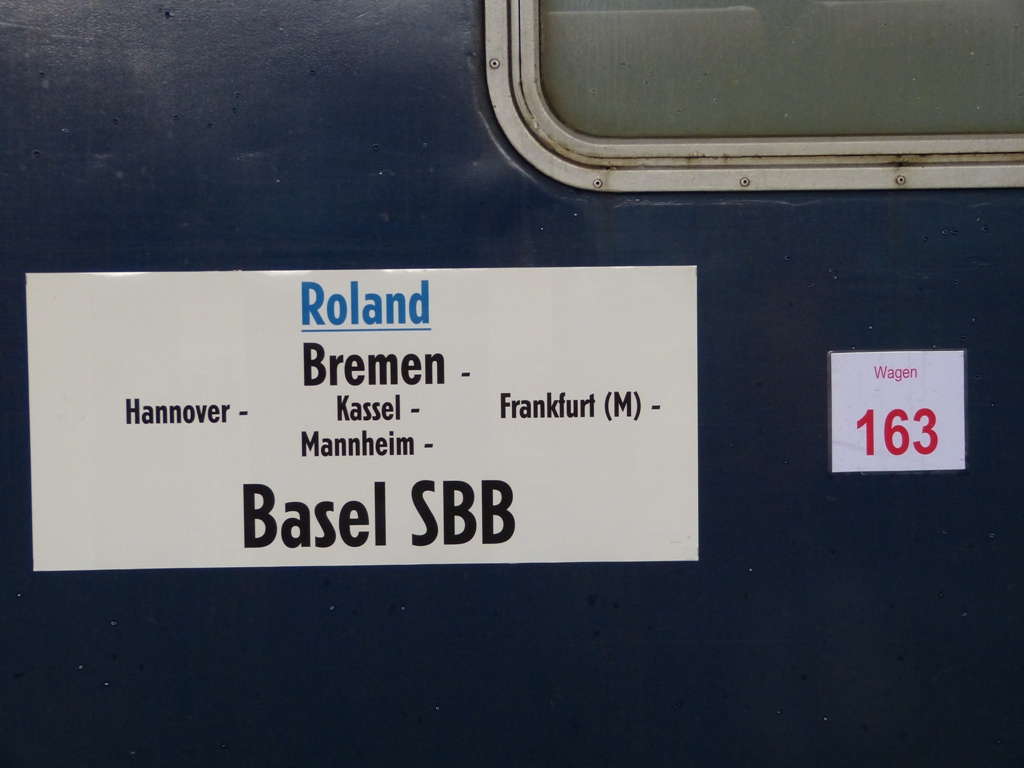 Roland
Bremen -
Hannover - Kassel - Frankfurt (M) -
Mannheim -
Basel SBB
Wagen
163